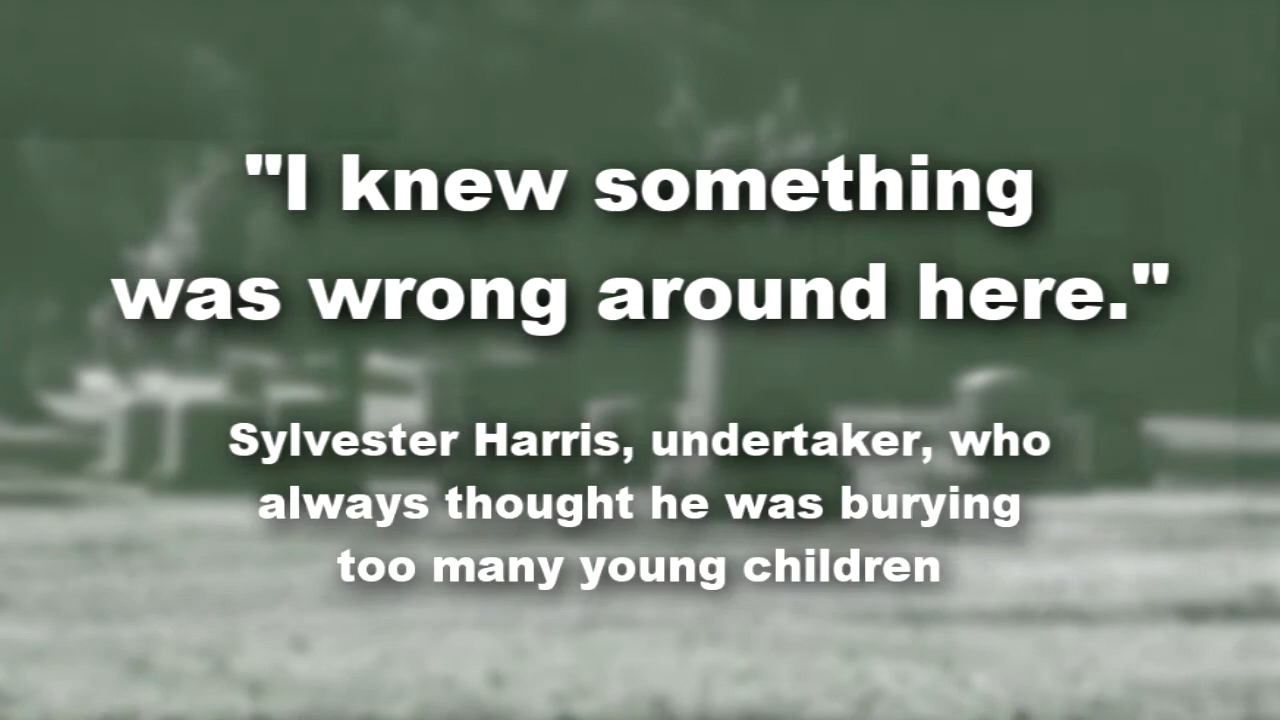 "I knew something
was wrong around here."
Sylvester Harris, undertaker, who
always thought he was burying
too many young children